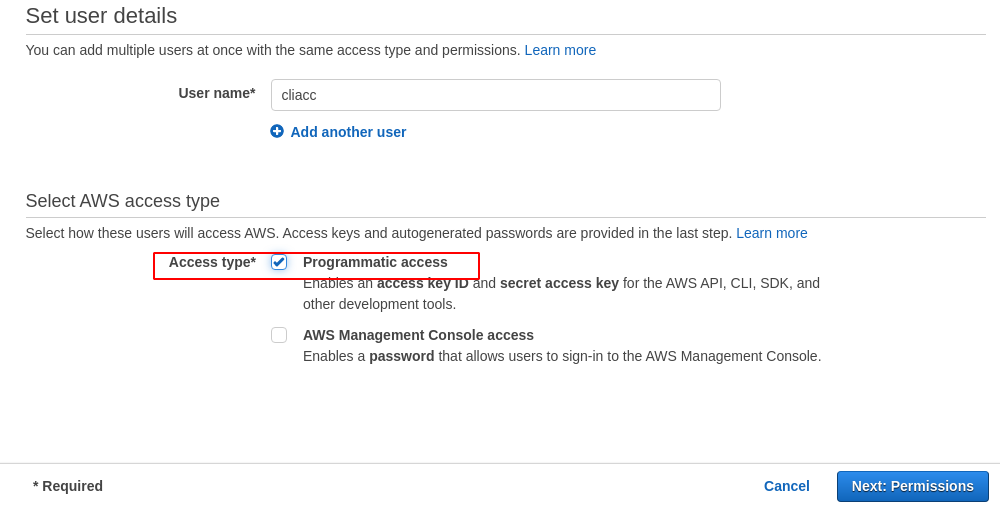 Set user details
You can add multiple users at once with the same access type and permissions. Learn more
User name*
cliacc
Add another user
Select AWS access type
Select how these users will access AWS. Access keys and autogenerated passwords are provided in the last step. Learn more
Access type* Programmatic access
Enables an access key ID and secret access key for the AWS API, CLI, SDK, and
other development tools.
AWS Management Console access
Enables a password that allows users to sign-in to the AWS Management Console.
* Required Cancel Next: Permissions